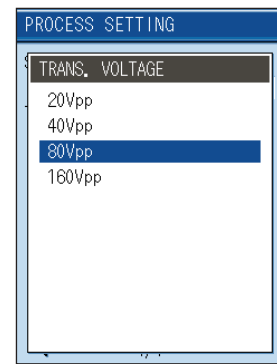 PROCESS SETTING
TRANS. VOLTAGE
20Vpp
40Vpp
80Vpp
160Vpp